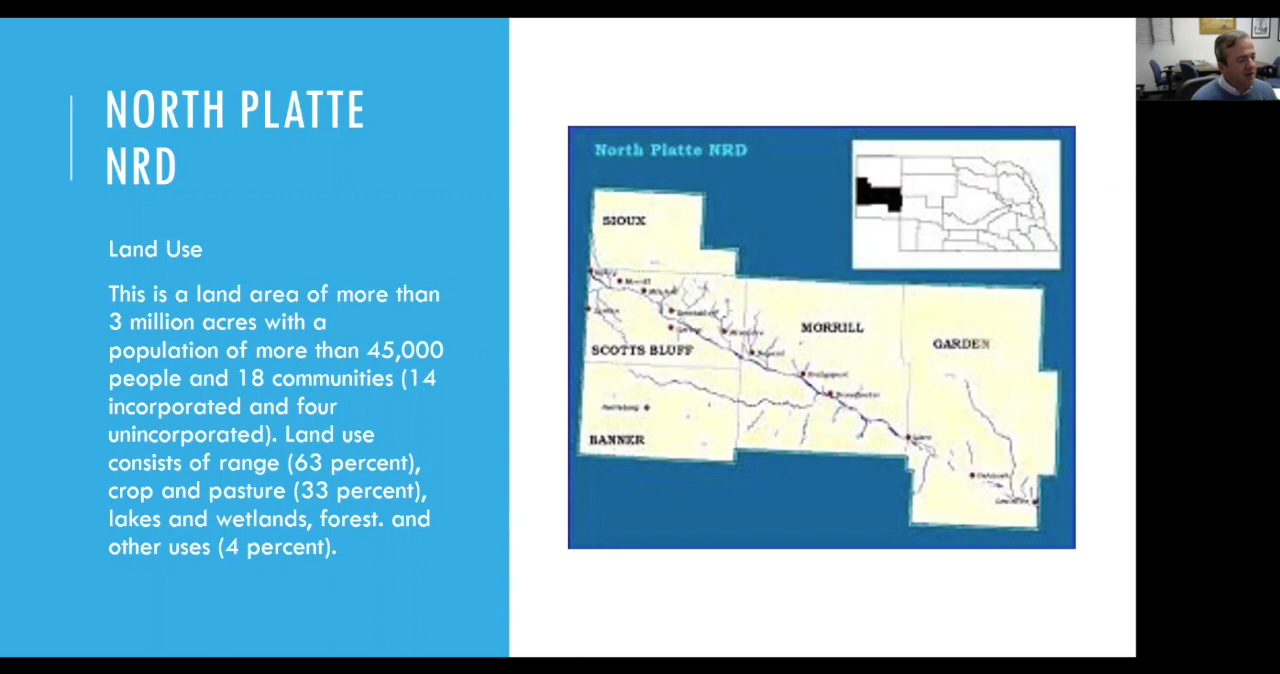 NORTH PLATTE
NRD
Land Use
This is a land area of more than
3 million acres with a
population of more than 45,000
people and 18 communities (14
incorporated and four
unincorporated). Land use
consists of range (63 percent),
crop and pasture (33 percent),
lakes and wetlands, forest. and
other uses (4 percent).
North Platte NRD
SIOUX
SCOTTS BLUFF
MORRILL
GARDEN
BANNER